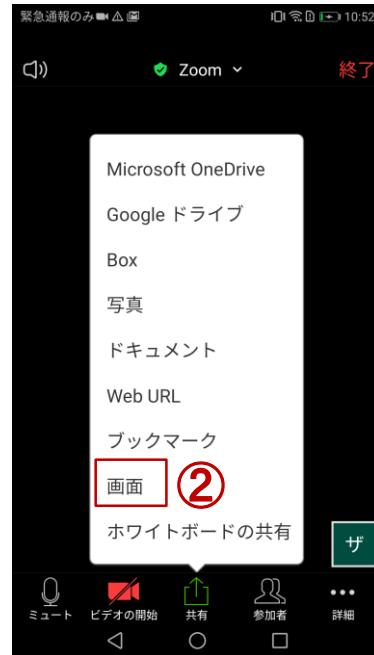 緊急通報のみ 10:52
Zoom 終了
Microsoft OneDrive
Google ドライブ
Box
写真
ドキュメント
Web URL
ブックマーク
画面 ②
ホワイトボードの共有
ザ
ミュート ビデオの開始 共有 参加者 詳細